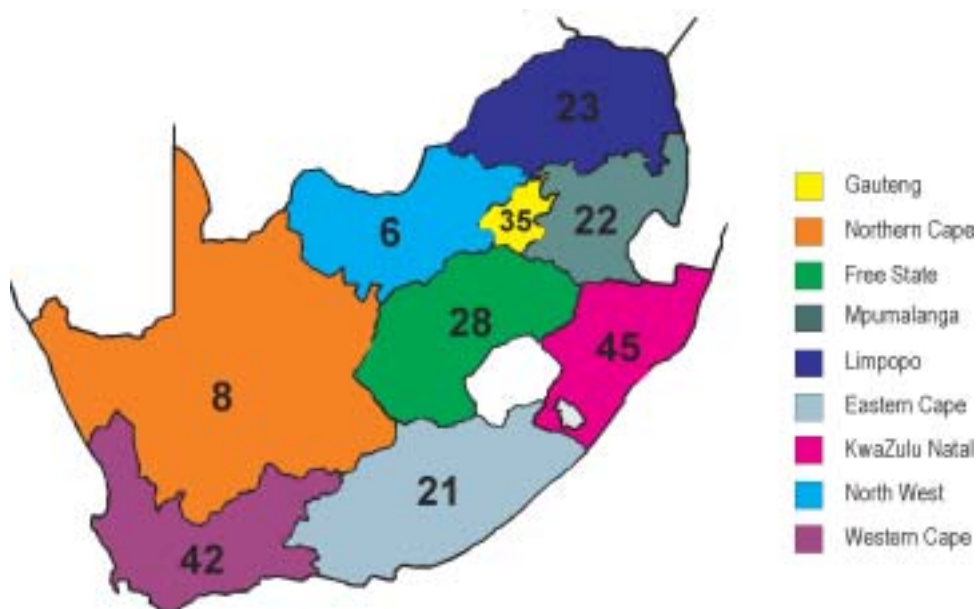 23
6
35
22
28
45
8
21
42
Gauteng
Northern Cape
Free State
Mpumalanga
Limpopo
Eastern Cape
KwaZulu Natal
North West
Western Cape